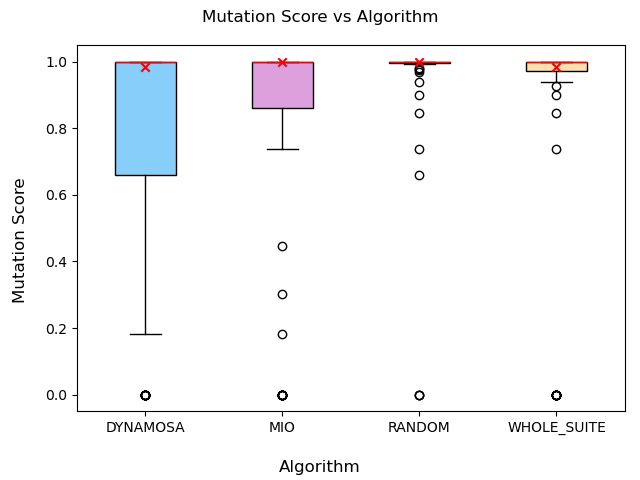 Mutation Score vs Algorithm
Mutation Score
1.0
0.8
0.6
0.4
0.2
0.0
DYNAMOSA
MIO
RANDOM
WHOLE_SUITE
Algorithm